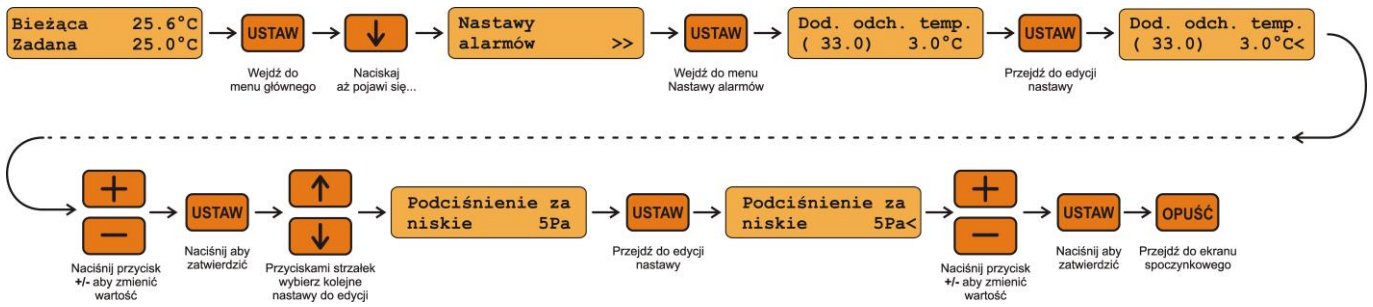 Bieżąca 25.6°C
Zadana 25.0°C
USTAW
Wejdź do
menu głównego
Naciskaj
aż pojawi się...
Nastawy
alarmów >>
USTAW
Wejdź do menu
Nastawy alarmów
Dod. odch. temp.
( 33.0) 3.0°C
USTAW
Przejdź do edycji
nastawy
Dod. odch. temp.
( 33.0) 3.0°C<
+
−
Naciśnij przycisk
+/- aby zmienić
wartość
USTAW
Naciśnij aby
zatwierdzić
Przyciskami strzałek
wybierz kolejne
nastawy do edycji
Podciśnienie za
niskie 5Pa
USTAW
Przejdź do edycji
nastawy
Podciśnienie za
niskie 5Pa<
+
−
Naciśnij przycisk
+/- aby zmienić
wartość
USTAW
Naciśnij aby
zatwierdzić
OPUŚĆ
Przejdź do ekranu
spoczynkowego